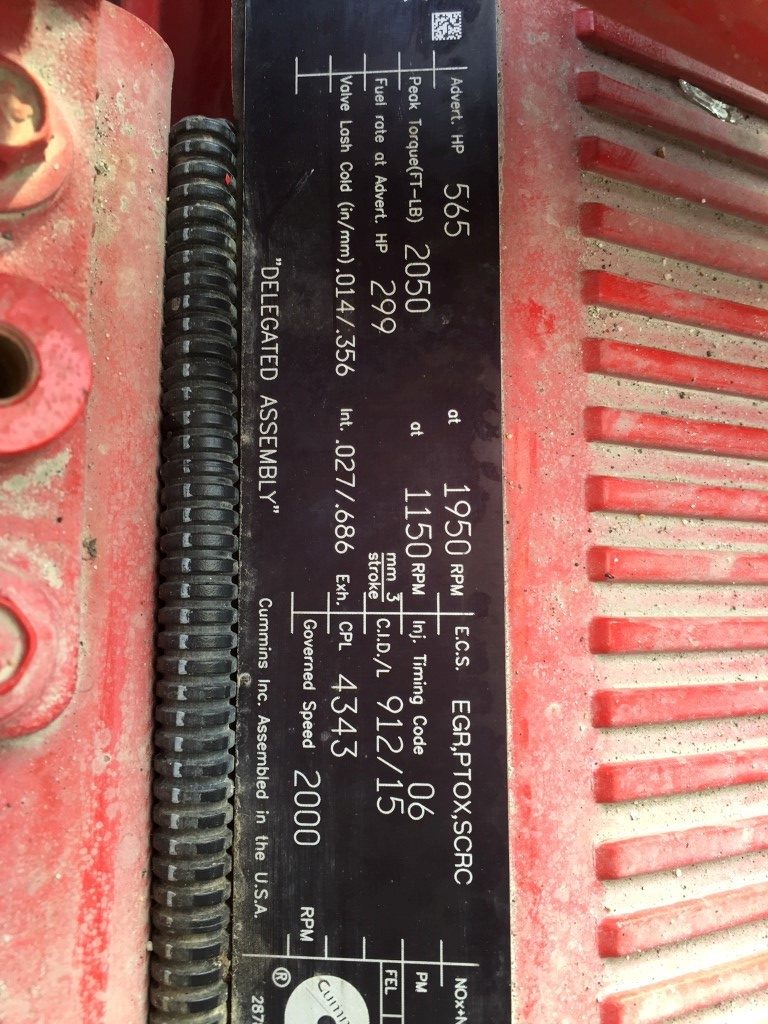 Advert. HP 565 at 1950 RPM E.C.S. EGR,PTOX,SCRC
Peak Torque(FT-LB) 2050 at 1150 RPM Inj. Timing Code 06 PM
Fuel rate at Advert. HP 299 mm 3 stroke C.I.D./L 912/15 FEL
Valve Lash Cold (in/mm) .014/.356 Int. .027/.686 Exh. CPL 4343
Governed Speed 2000 RPM
"DELEGATED ASSEMBLY" Cummins Inc. Assembled in the U.S.A. ®